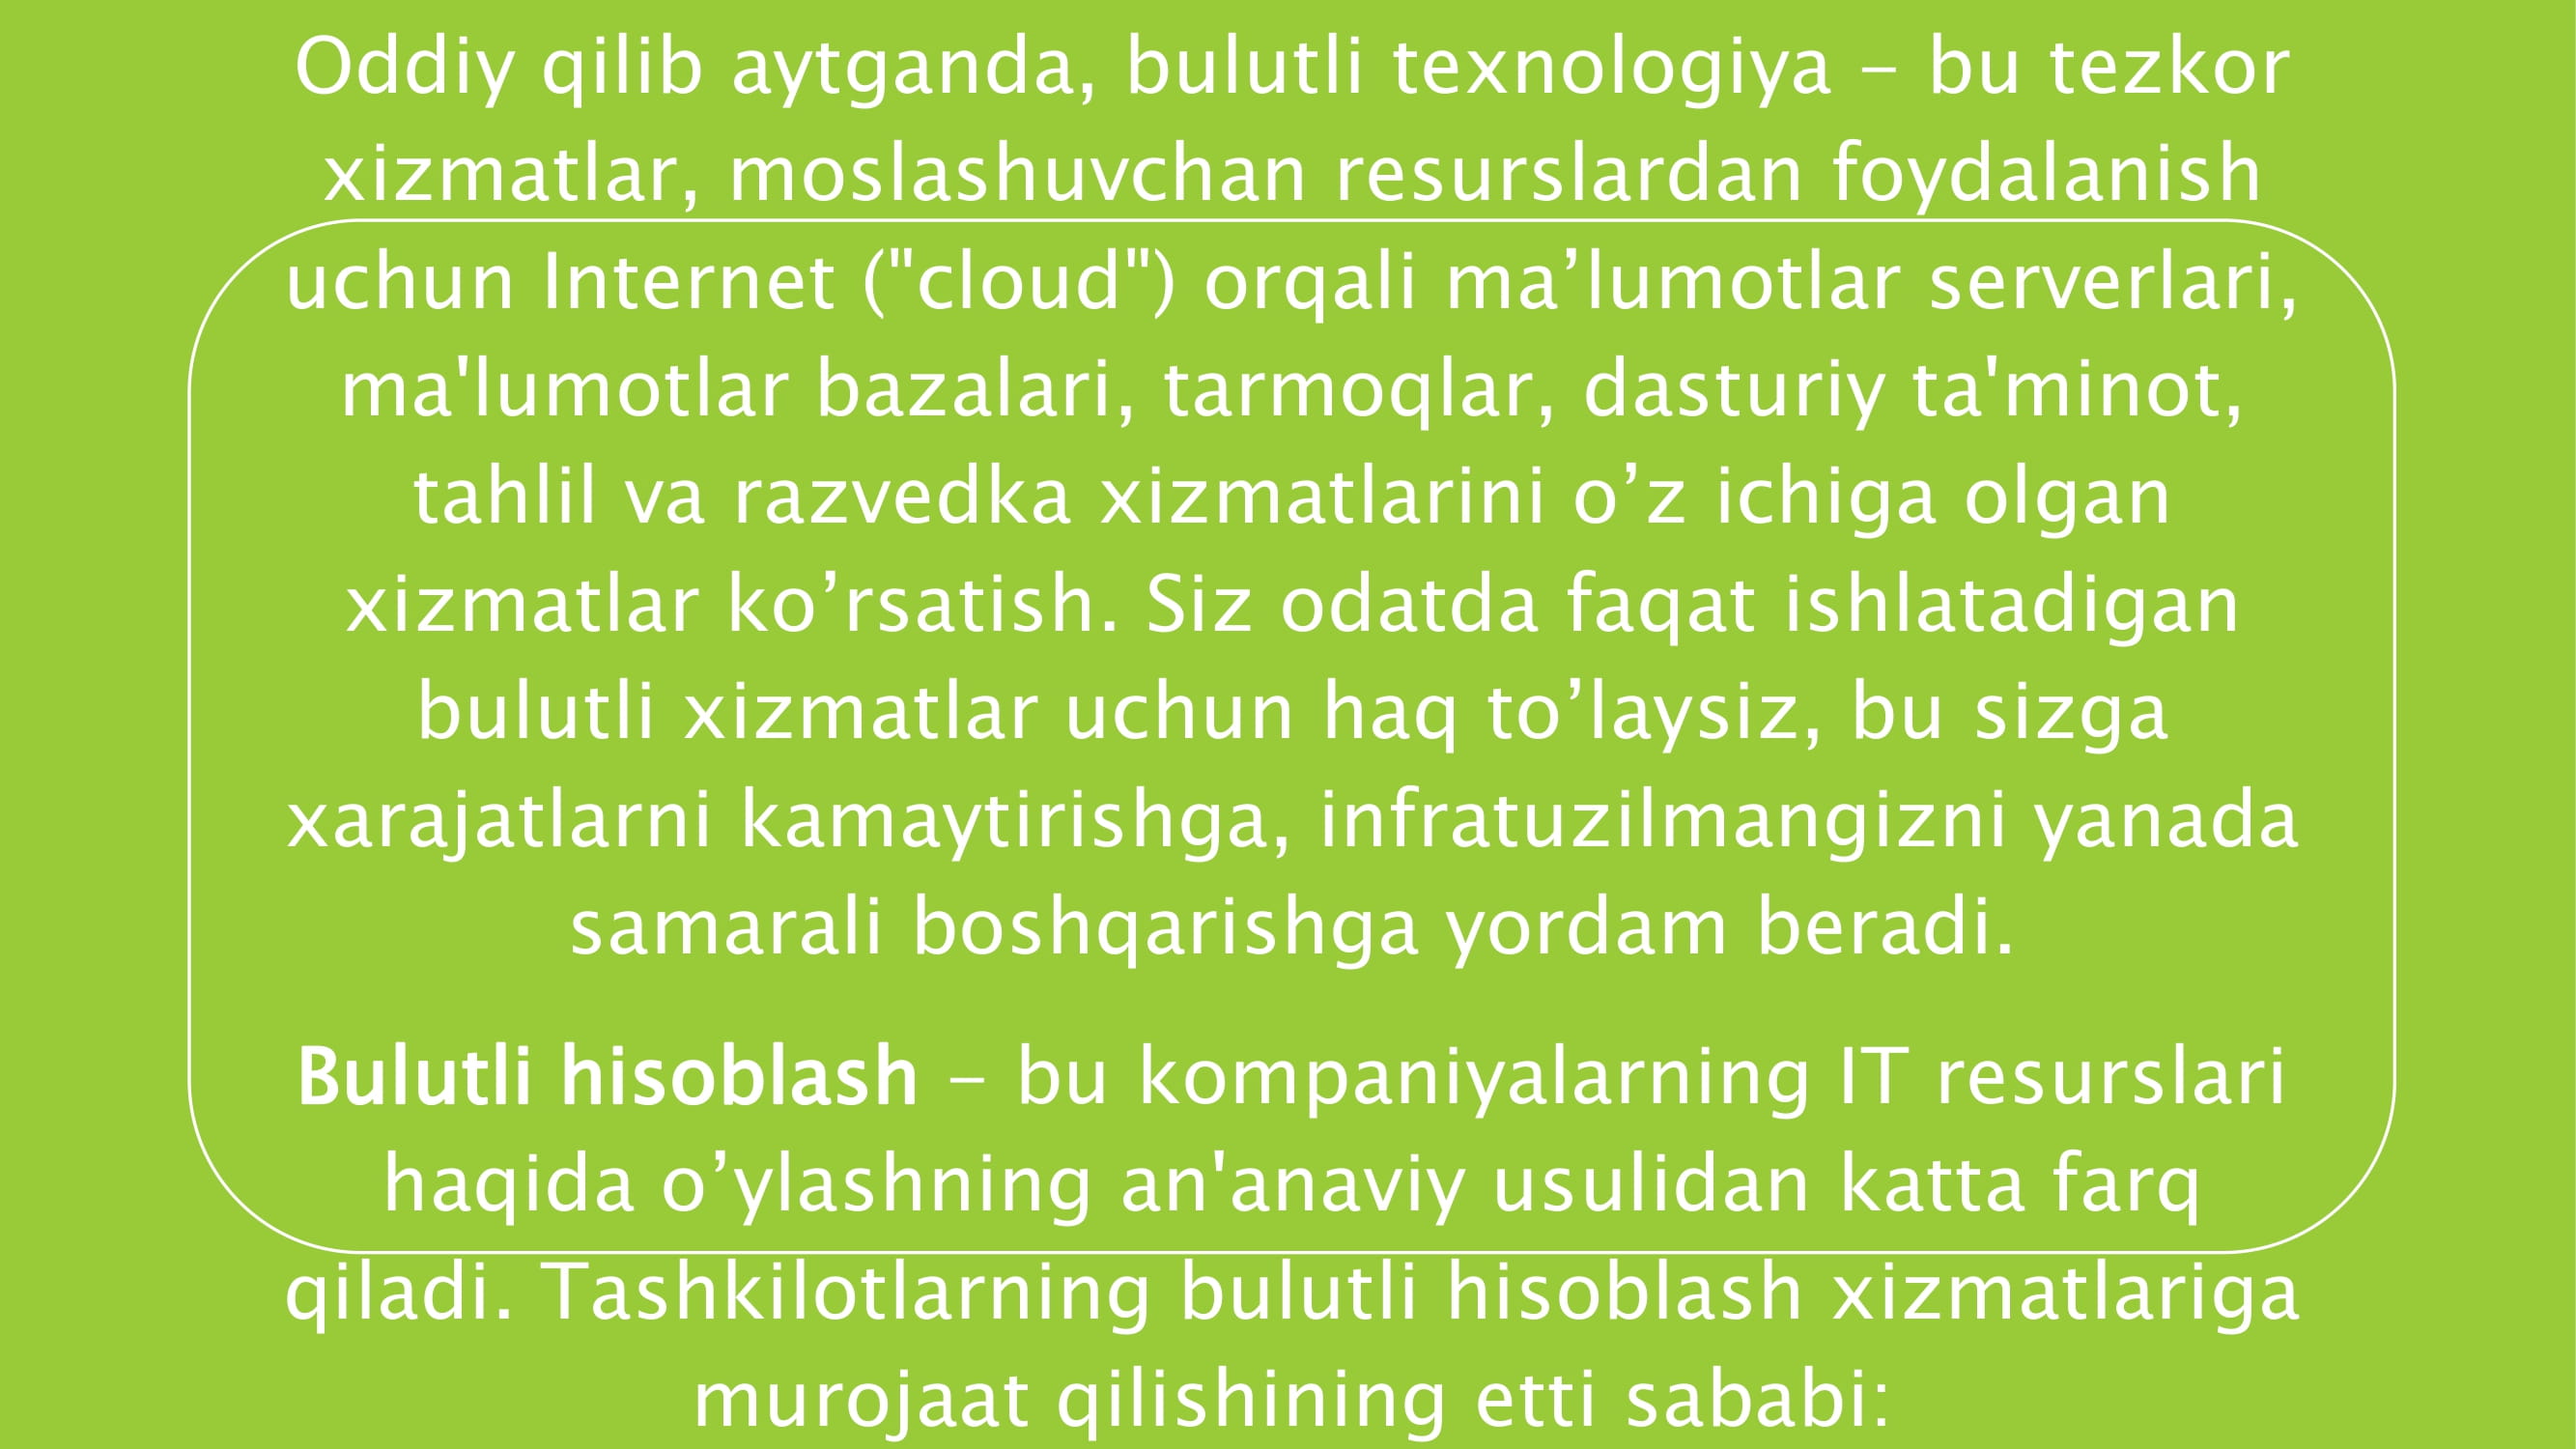 Oddiy qilib aytganda, bulutli texnologiya – bu tezkor
xizmatlar, moslashuvchan resurslardan foydalanish
uchun Internet ("cloud") orqali ma’lumotlar serverlari,
ma'lumotlar bazalari, tarmoqlar, dasturiy ta'minot,
tahlil va razvedka xizmatlarini o’z ichiga olgan
xizmatlar ko’rsatish. Siz odatda faqat ishlatadigan
bulutli xizmatlar uchun haq to’laysiz, bu sizga
xarajatlarni kamaytirishga, infratuzilmangizni yanada
samarali boshqarishga yordam beradi.
Bulutli hisoblash – bu kompaniyalarning IT resurslari
haqida o’ylashning an'anaviy usulidan katta farq
qiladi. Tashkilotlarning bulutli hisoblash xizmatlariga
murojaat qilishining etti sababi: